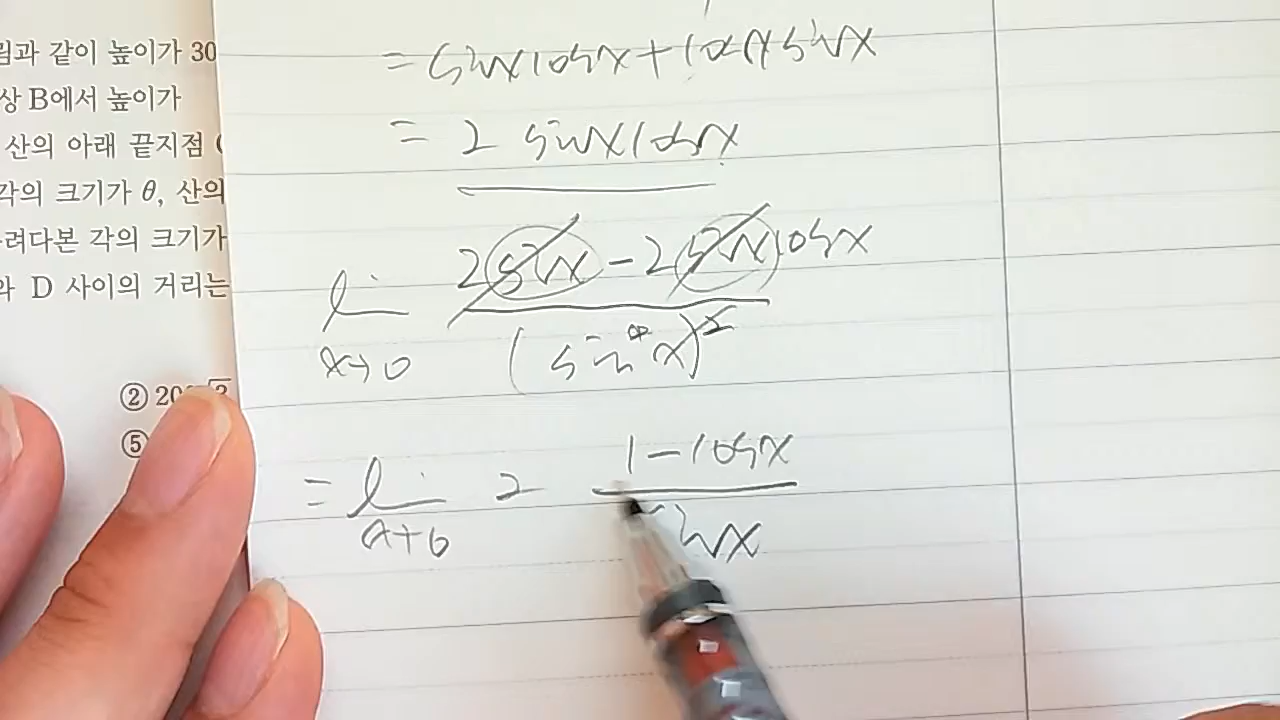 림과 같이 높이가 30
상 B에서 높이가
산의 아래 끝지점
각의 크기가 θ, 산의
려다본 각의 크기가
와 D 사이의 거리는
②
⑤
= sinx cosx + cosx sinx
= 2 sinx cosx
lim x→0 (2 sinx - 2 sinx cosx) / (sin x)²
= lim x→0 2 (1 - cosx) / sinx